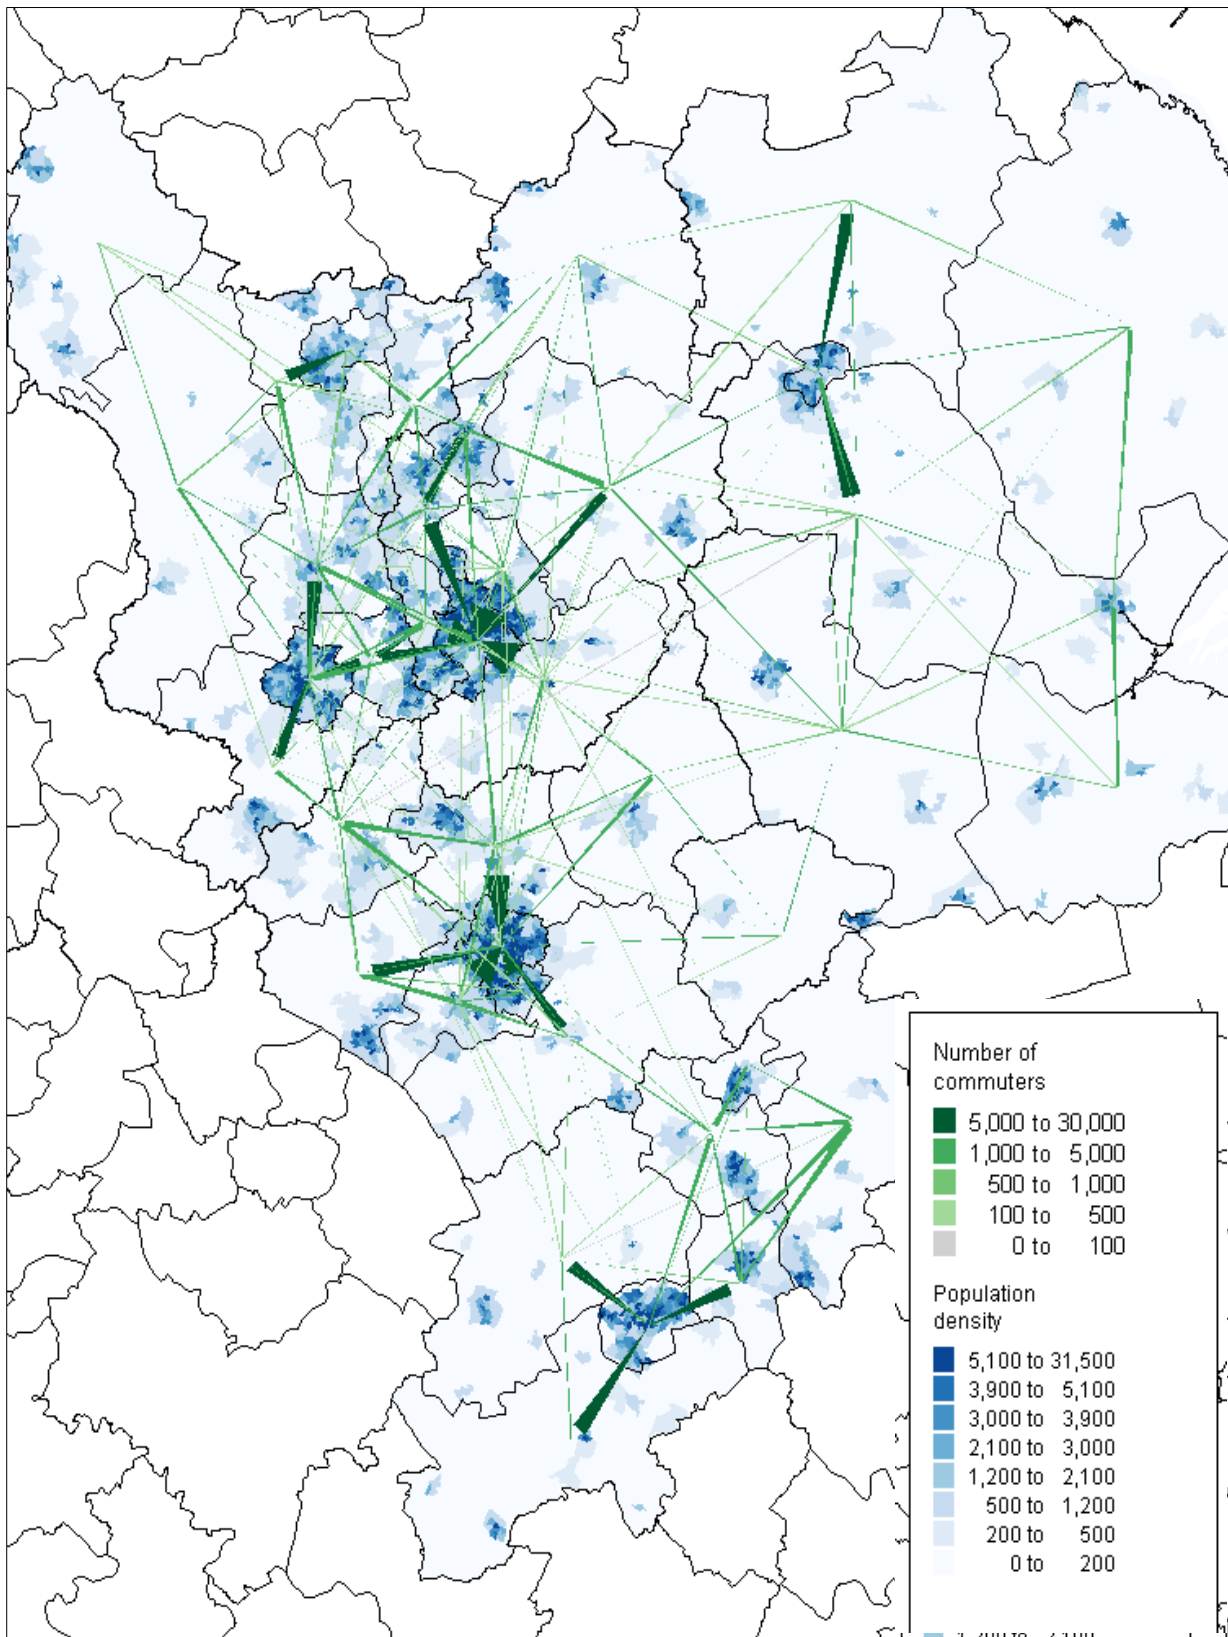 Number of
commuters
5,000 to 30,000
1,000 to 5,000
500 to 1,000
100 to 500
0 to 100
Population
density
5,100 to 31,500
3,900 to 5,100
3,000 to 3,900
2,100 to 3,000
1,200 to 2,100
500 to 1,200
200 to 500
0 to 200